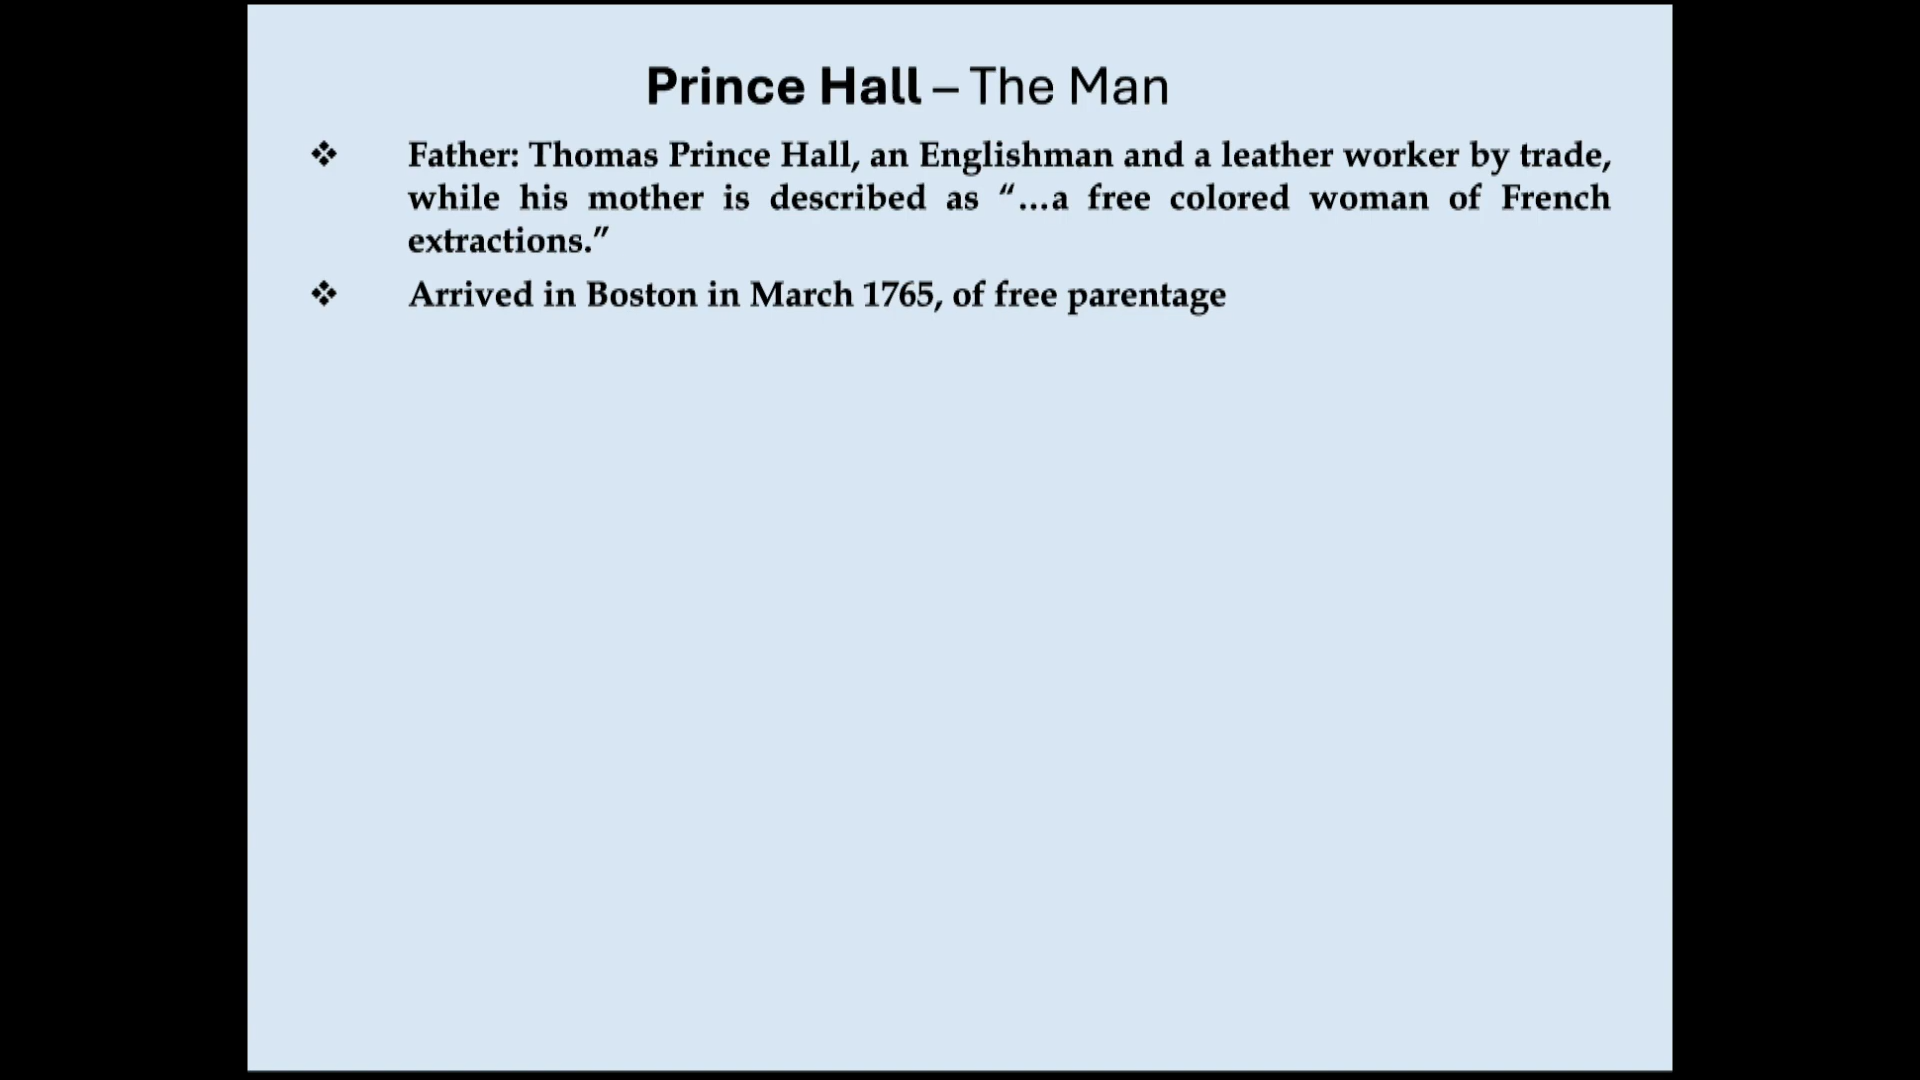 Prince Hall – The Man
❖ Father: Thomas Prince Hall, an Englishman and a leather worker by trade,
while his mother is described as “…a free colored woman of French
extractions.”
❖ Arrived in Boston in March 1765, of free parentage